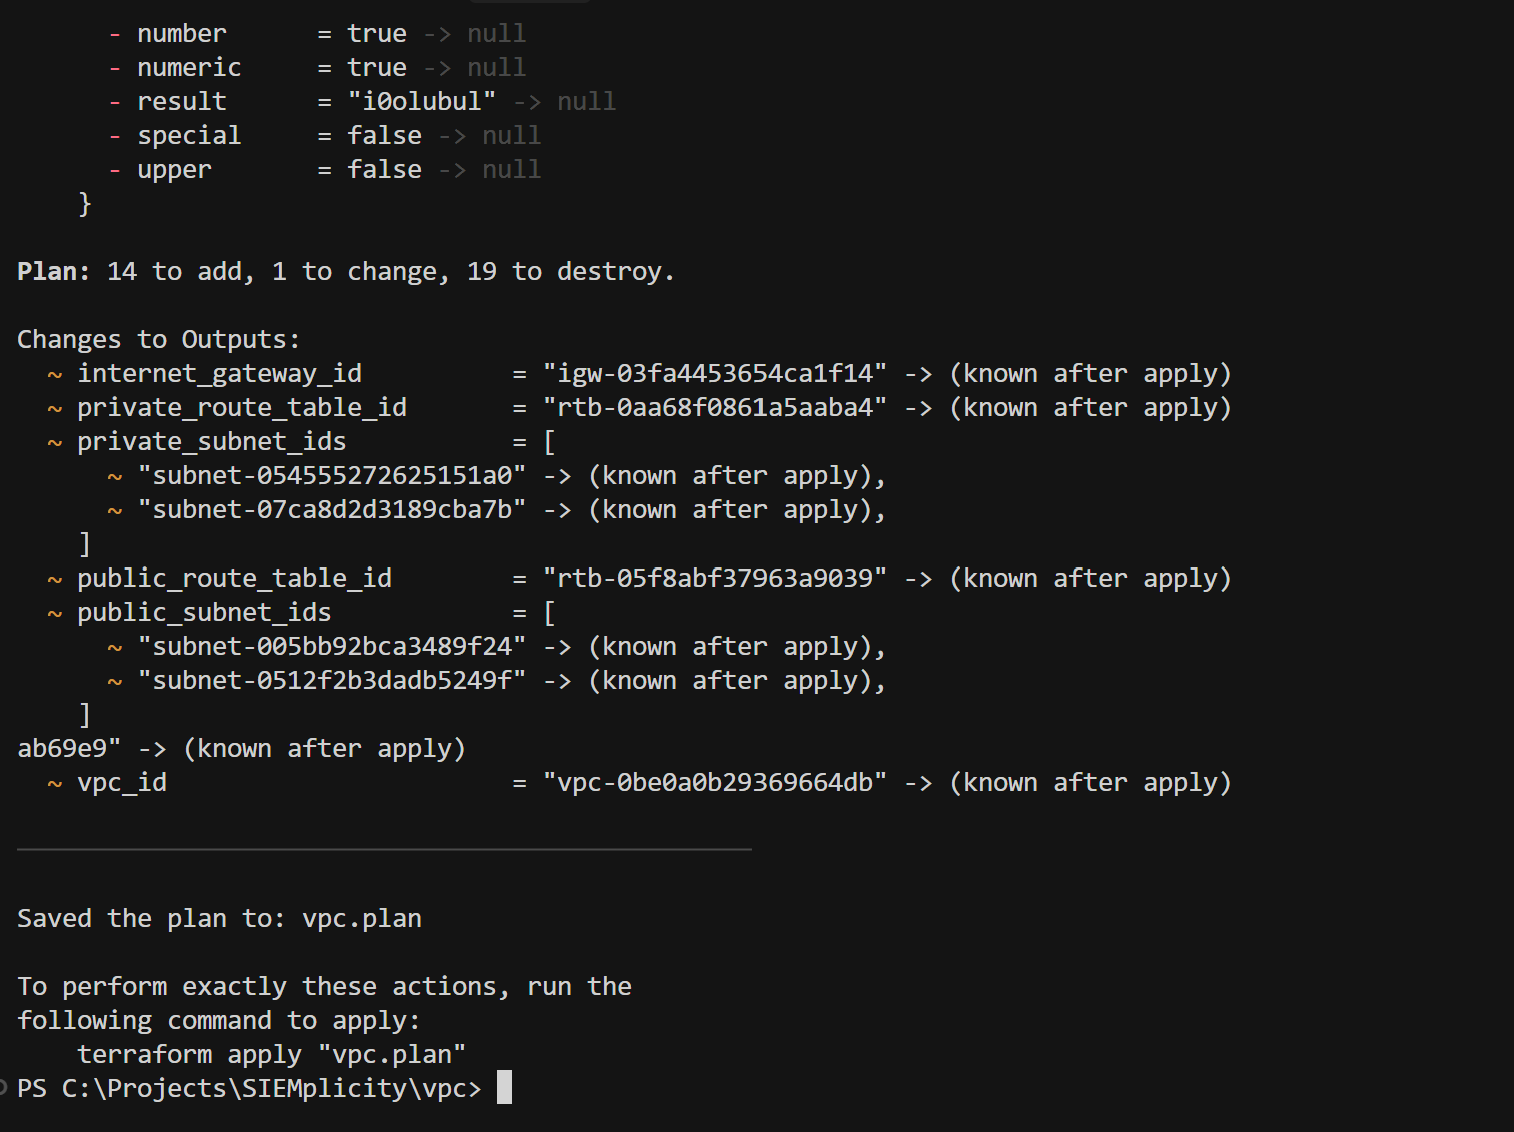 - number      = true -> null
- numeric     = true -> null
- result      = "i0olubul" -> null
- special     = false -> null
- upper       = false -> null
}
Plan: 14 to add, 1 to change, 19 to destroy.
Changes to Outputs:
~ internet_gateway_id          = "igw-03fa4453654ca1f14" -> (known after apply)
~ private_route_table_id       = "rtb-0aa68f0861a5aaba4" -> (known after apply)
~ private_subnet_ids           = [
~ "subnet-054555272625151a0" -> (known after apply),
~ "subnet-07ca8d2d3189cba7b" -> (known after apply),
]
~ public_route_table_id        = "rtb-05f8abf37963a9039" -> (known after apply)
~ public_subnet_ids            = [
~ "subnet-005bb92bca3489f24" -> (known after apply),
~ "subnet-0512f2b3dadb5249f" -> (known after apply),
]
ab69e9" -> (known after apply)
~ vpc_id                       = "vpc-0be0a0b29369664db" -> (known after apply)
Saved the plan to: vpc.plan
To perform exactly these actions, run the
following command to apply:
terraform apply "vpc.plan"
PS C:\Projects\SIEMplicity\vpc>